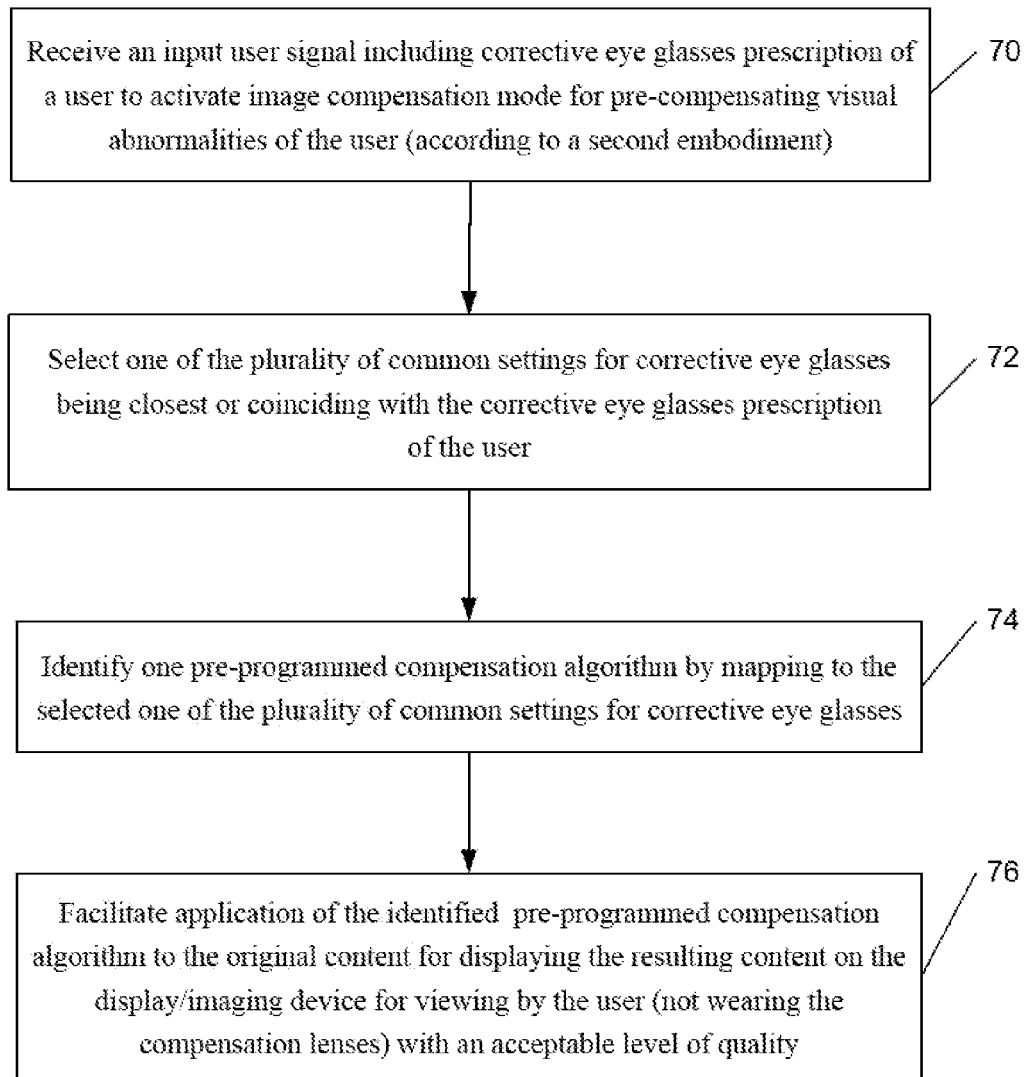 Receive an input user signal including corrective eye glasses prescription of
a user to activate image compensation mode for pre-compensating visual
abnormalities of the user (according to a second embodiment)
70
Select one of the plurality of common settings for corrective eye glasses
being closest or coinciding with the corrective eye glasses prescription
of the user
72
Identify one pre-programmed compensation algorithm by mapping to the
selected one of the plurality of common settings for corrective eye glasses
74
Facilitate application of the identified pre-programmed compensation
algorithm to the original content for displaying the resulting content on the
display/imaging device for viewing by the user (not wearing the
compensation lenses) with an acceptable level of quality
76